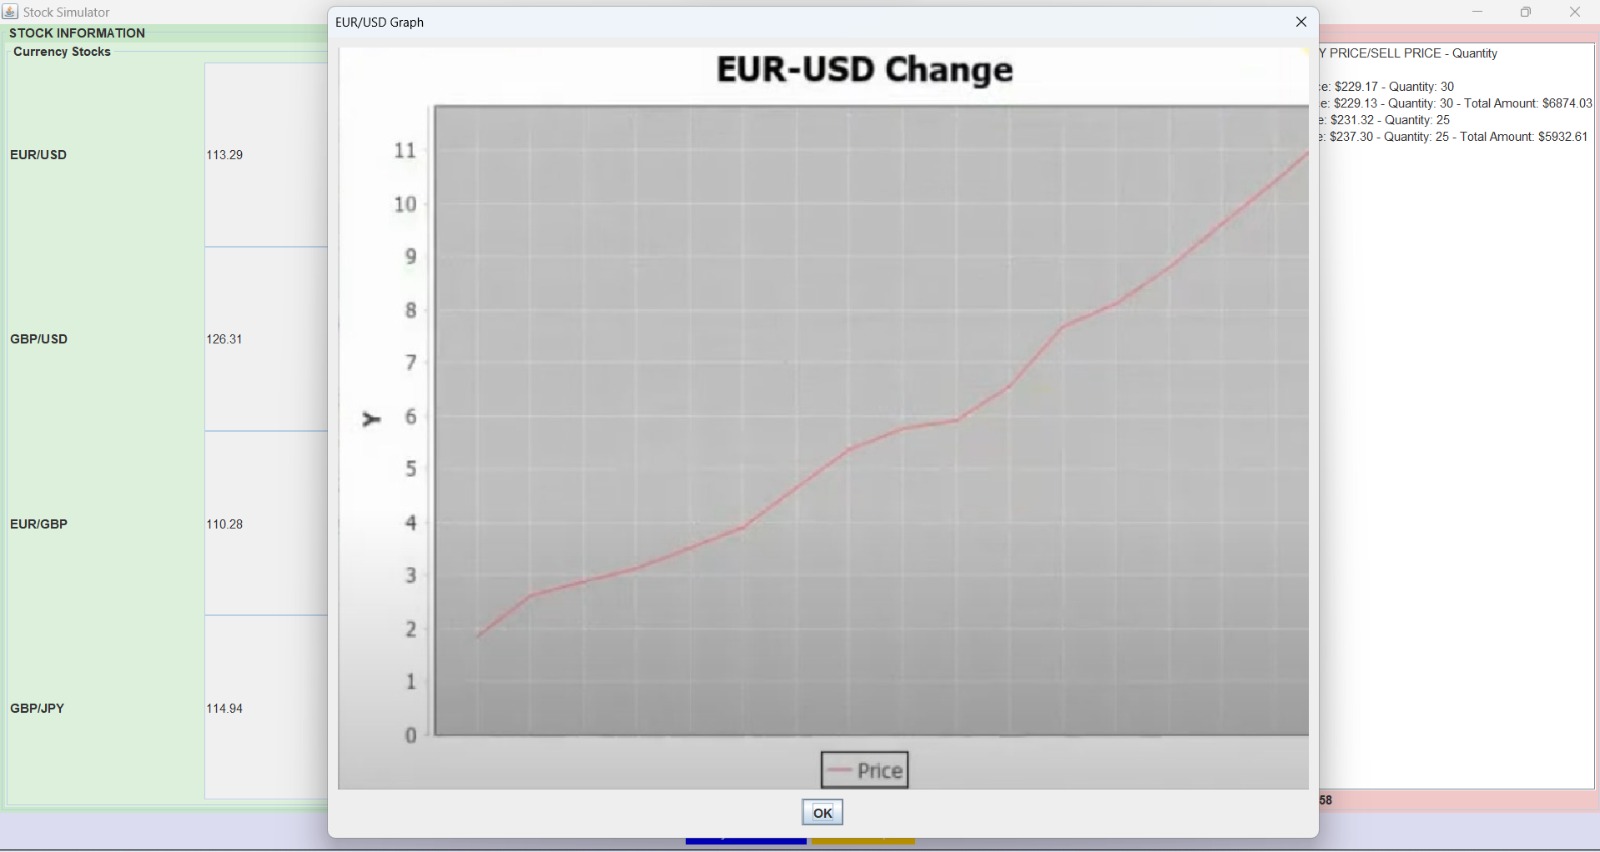 Stock Simulator
EUR/USD Graph
STOCK INFORMATION
Currency Stocks
EUR/USD
113.29
GBP/USD
126.31
EUR/GBP
110.28
GBP/JPY
114.94
EUR-USD Change
11
10
9
8
7
6
5
4
3
2
1
0
Y
Price
OK
Y PRICE/SELL PRICE - Quantity
e: $229.17 - Quantity: 30
e: $229.13 - Quantity: 30 - Total Amount: $6874.03
e: $231.32 - Quantity: 25
e: $237.30 - Quantity: 25 - Total Amount: $5932.61
58